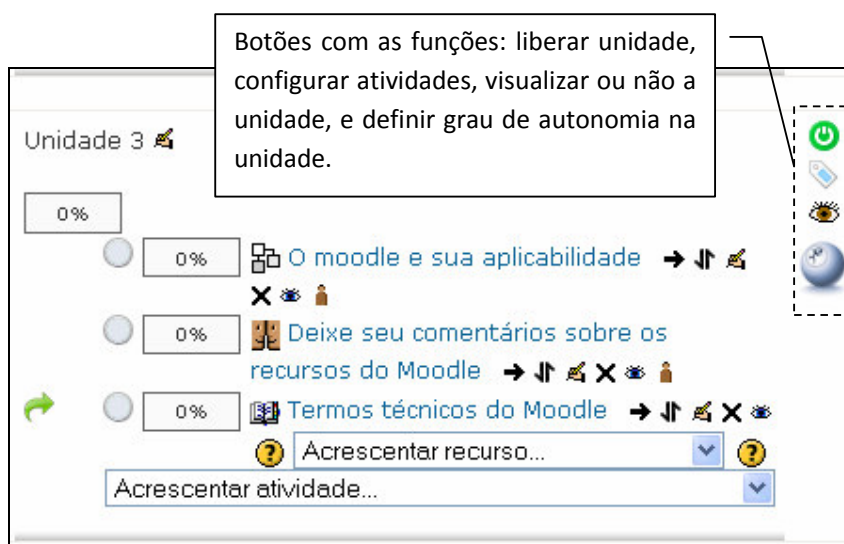 Botões com as funções: liberar unidade,
configurar atividades, visualizar ou não a
unidade, e definir grau de autonomia na
unidade.
Unidade 3
0%
0% O moodle e sua aplicabilidade
0% Deixe seu comentários sobre os
recursos do Moodle
0% Termos técnicos do Moodle
Acrescentar recurso...
Acrescentar atividade...